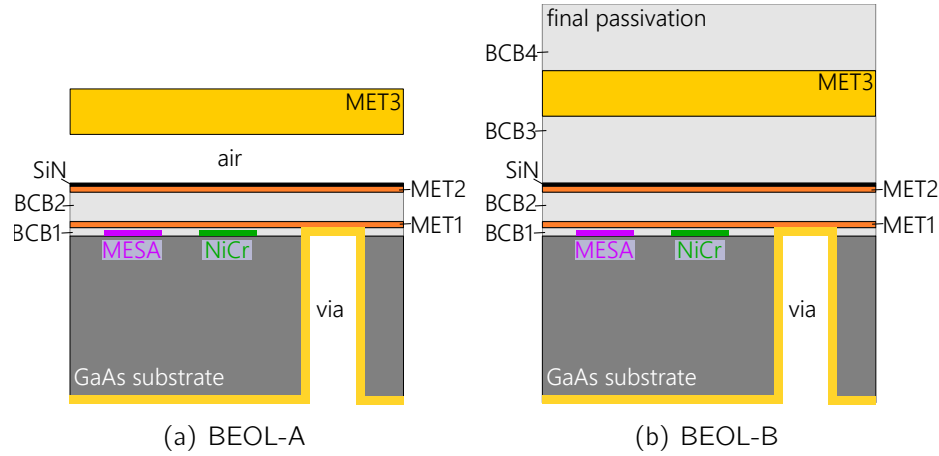 MET3
air
SiN
MET2
BCB2
MET1
BCB1
MESA
NiCr
via
GaAs substrate
(a) BEOL-A
final passivation
BCB4
MET3
BCB3
SiN
MET2
BCB2
MET1
BCB1
MESA
NiCr
via
GaAs substrate
(b) BEOL-B